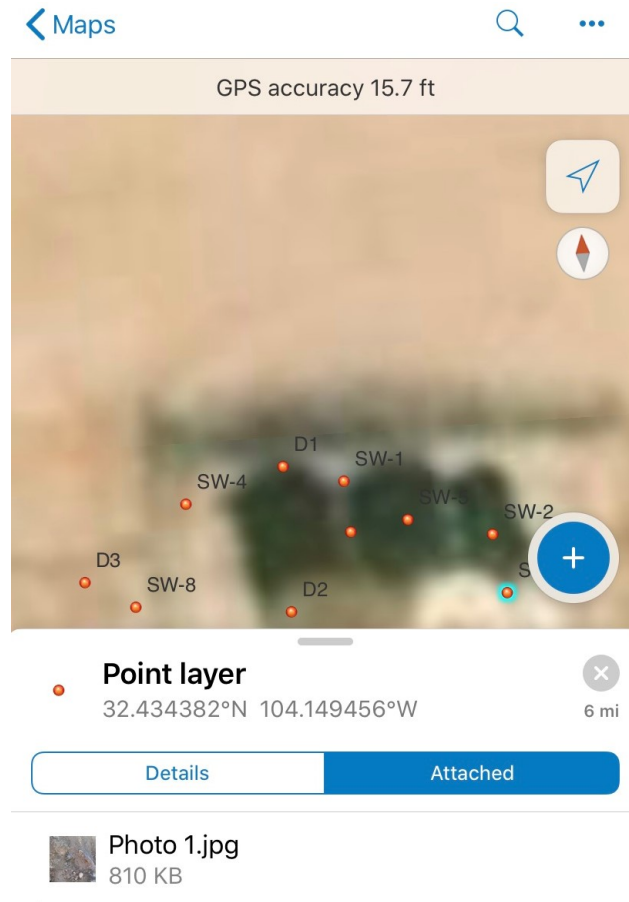 Maps
GPS accuracy 15.7 ft
D1
SW-1
SW-4
SW-2
D3
SW-8
D2
Point layer
32.434382°N 104.149456°W
6 mi
Details
Attached
Photo 1.jpg
810 KB